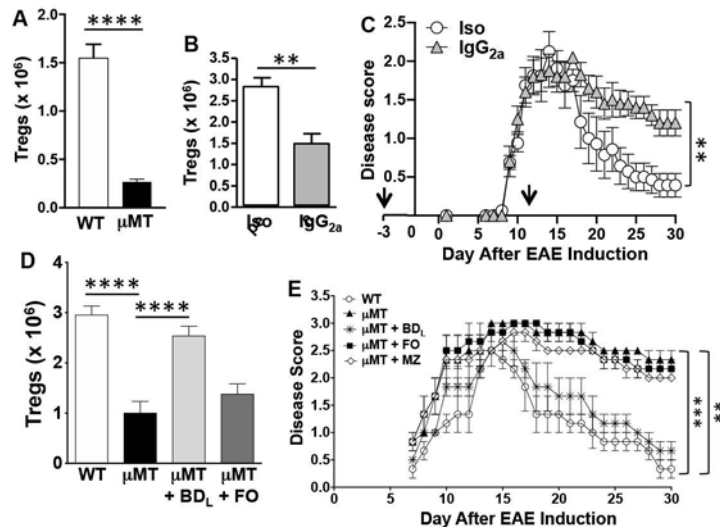 A
****
Tregs (x 10⁶)
2.0
1.5
1.0
0.5
0.0
WT
μMT
B
**
Tregs (x 10⁶)
3.5
3.0
2.5
2.0
1.5
1.0
0.5
0.0
Iso
IgG2a
C
Iso
IgG2a
Disease score
2.5
2.0
1.5
1.0
0.5
0.0
**
-3 0 5 10 15 20 25 30
Day After EAE Induction
D
****
****
Tregs (x 10⁶)
4
3
2
1
0
WT μMT μMT μMT
+ BDL + FO
E
WT
μMT
μMT + BDL
μMT + FO
μMT + MZ
Disease Score
3.5
3.0
2.5
2.0
1.5
1.0
0.5
0.0
***
**
0 5 10 15 20 25 30
Day After EAE Induction